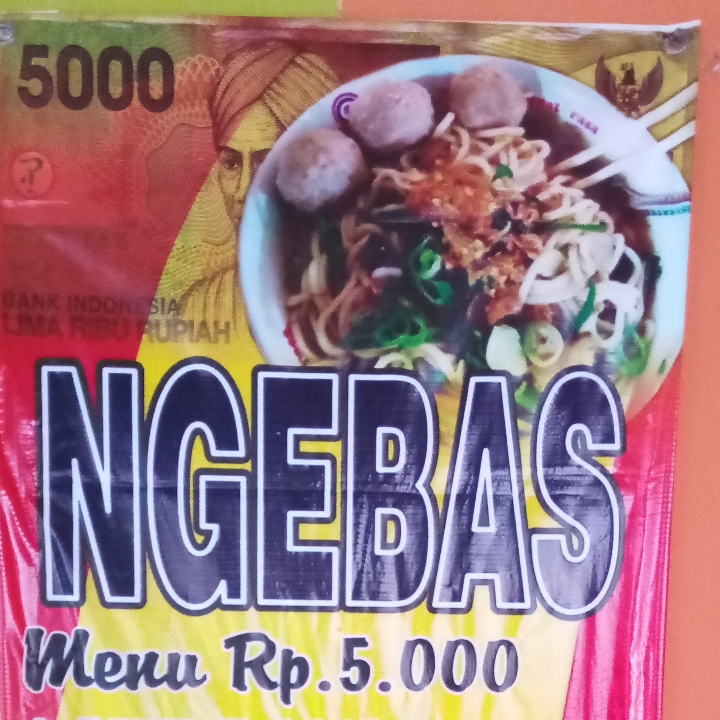 5000
BANK INDONESIA
LIMA RIBU RUPIAH
NGEBAS
Menu Rp.5.000